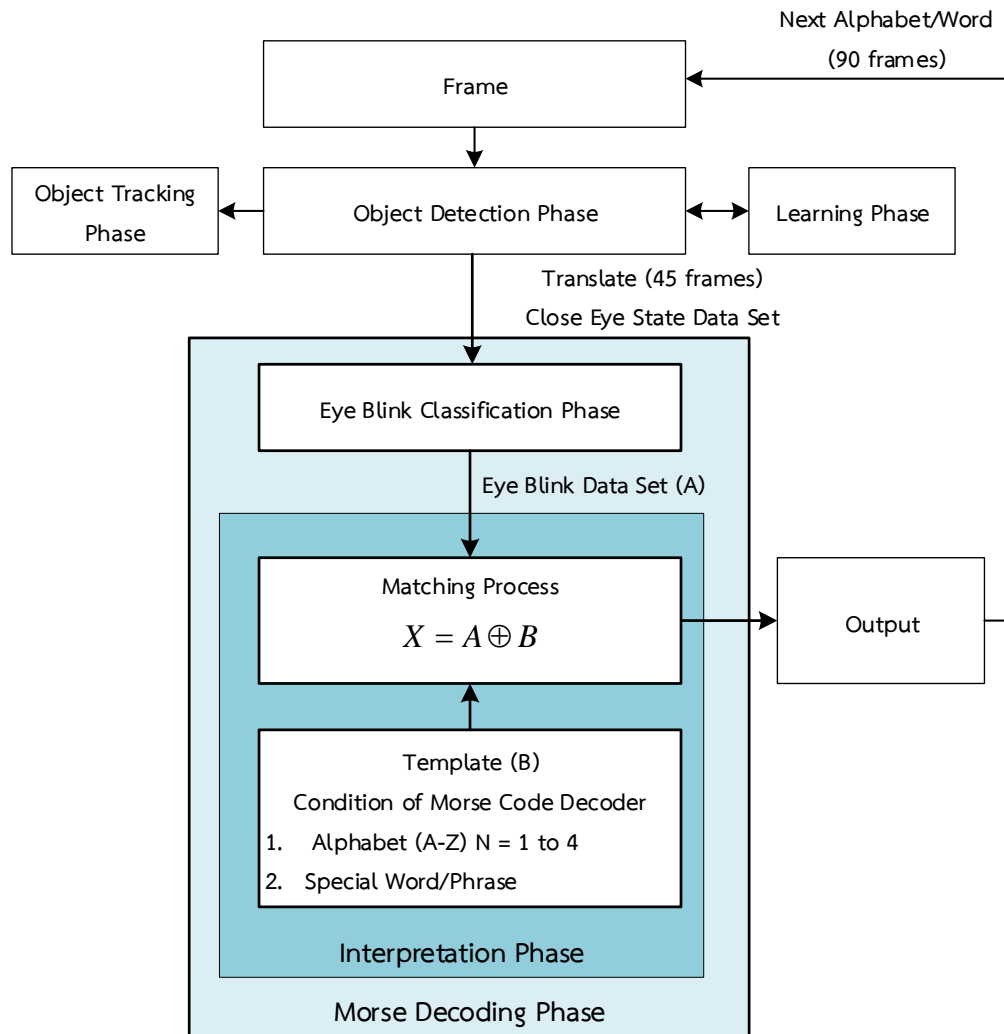 Next Alphabet/Word
(90 frames)
Frame
Object Tracking
Phase
Object Detection Phase
Learning Phase
Translate (45 frames)
Close Eye State Data Set
Eye Blink Classification Phase
Eye Blink Data Set (A)
Matching Process
X = A ⊕ B
Output
Template (B)
Condition of Morse Code Decoder
1. Alphabet (A-Z) N = 1 to 4
2. Special Word/Phrase
Interpretation Phase
Morse Decoding Phase